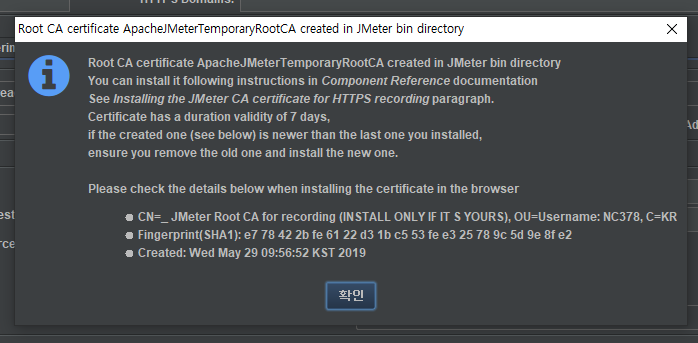 HTTPS Domains:
Root CA certificate ApacheJMeterTemporaryRootCA created in JMeter bin directory
Root CA certificate ApacheJMeterTemporaryRootCA created in JMeter bin directory
You can install it following instructions in Component Reference documentation
See Installing the JMeter CA certificate for HTTPS recording paragraph.
Certificate has a duration validity of 7 days,
if the created one (see below) is newer than the last one you installed,
ensure you remove the old one and install the new one.
Please check the details below when installing the certificate in the browser
CN=_ JMeter Root CA for recording (INSTALL ONLY IF IT S YOURS), OU=Username: NC378, C=KR
Fingerprint(SHA1): e7 78 42 2b fe 61 22 d3 1b c5 53 fe e3 25 78 9c 5d 9e 8f e2
Created: Wed May 29 09:56:52 KST 2019
확인